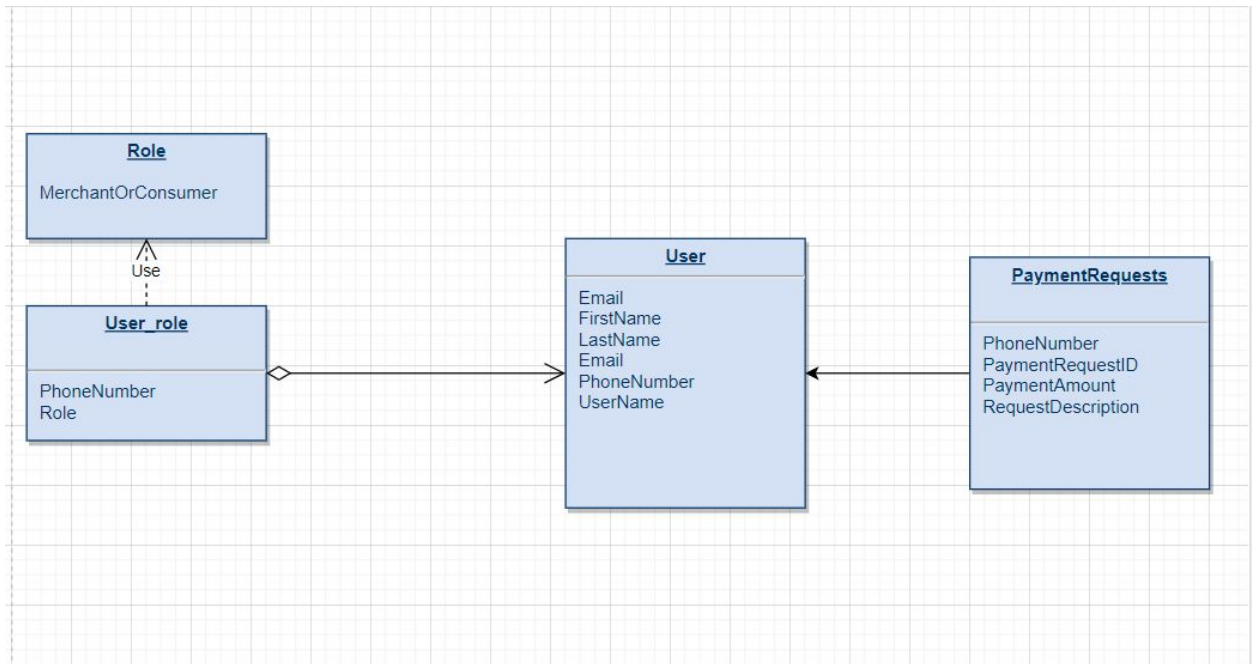 Role
MerchantOrConsumer
Use
User_role
PhoneNumber
Role
User
Email
FirstName
LastName
Email
PhoneNumber
UserName
PaymentRequests
PhoneNumber
PaymentRequestID
PaymentAmount
RequestDescription